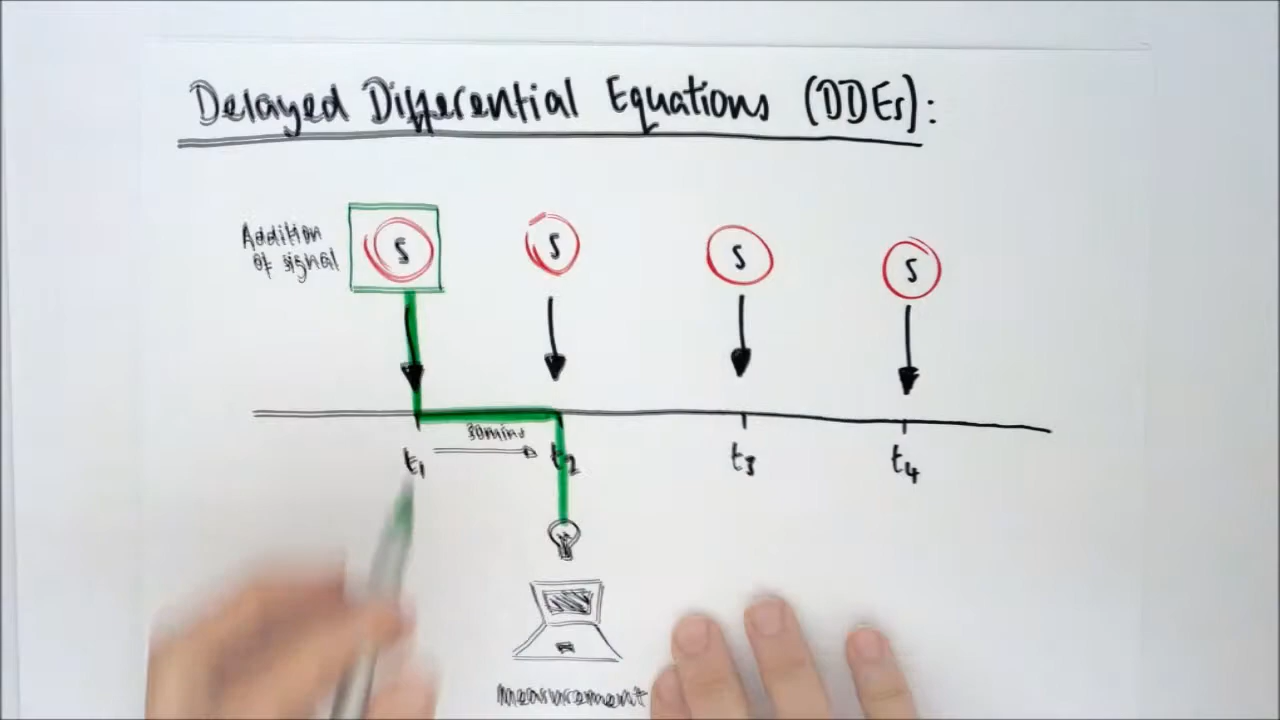 Delayed Differential Equations (DDEs):
Addition
of signal
S S S S
30mins
t1 t2 t3 t4
measurement